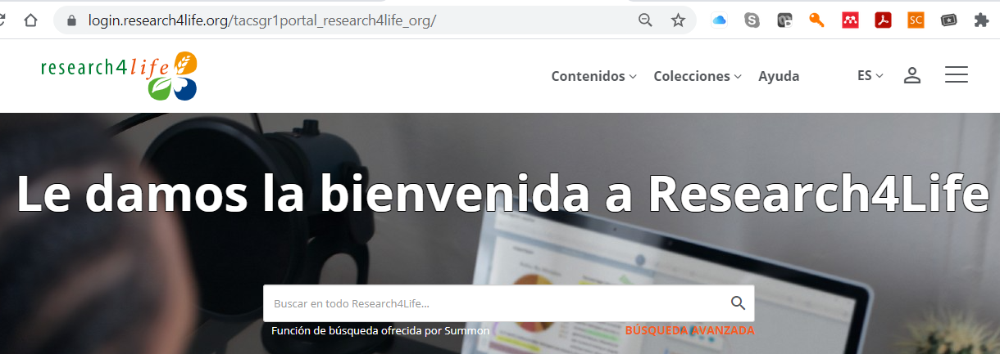 login.research4life.org/tacsgr1portal_research4life_org/
SC
research4life
Contenidos
Colecciones
Ayuda
ES
Le damos la bienvenida a Research4Life
Buscar en todo Research4Life...
Función de búsqueda ofrecida por Summon
BÚSQUEDA AVANZADA